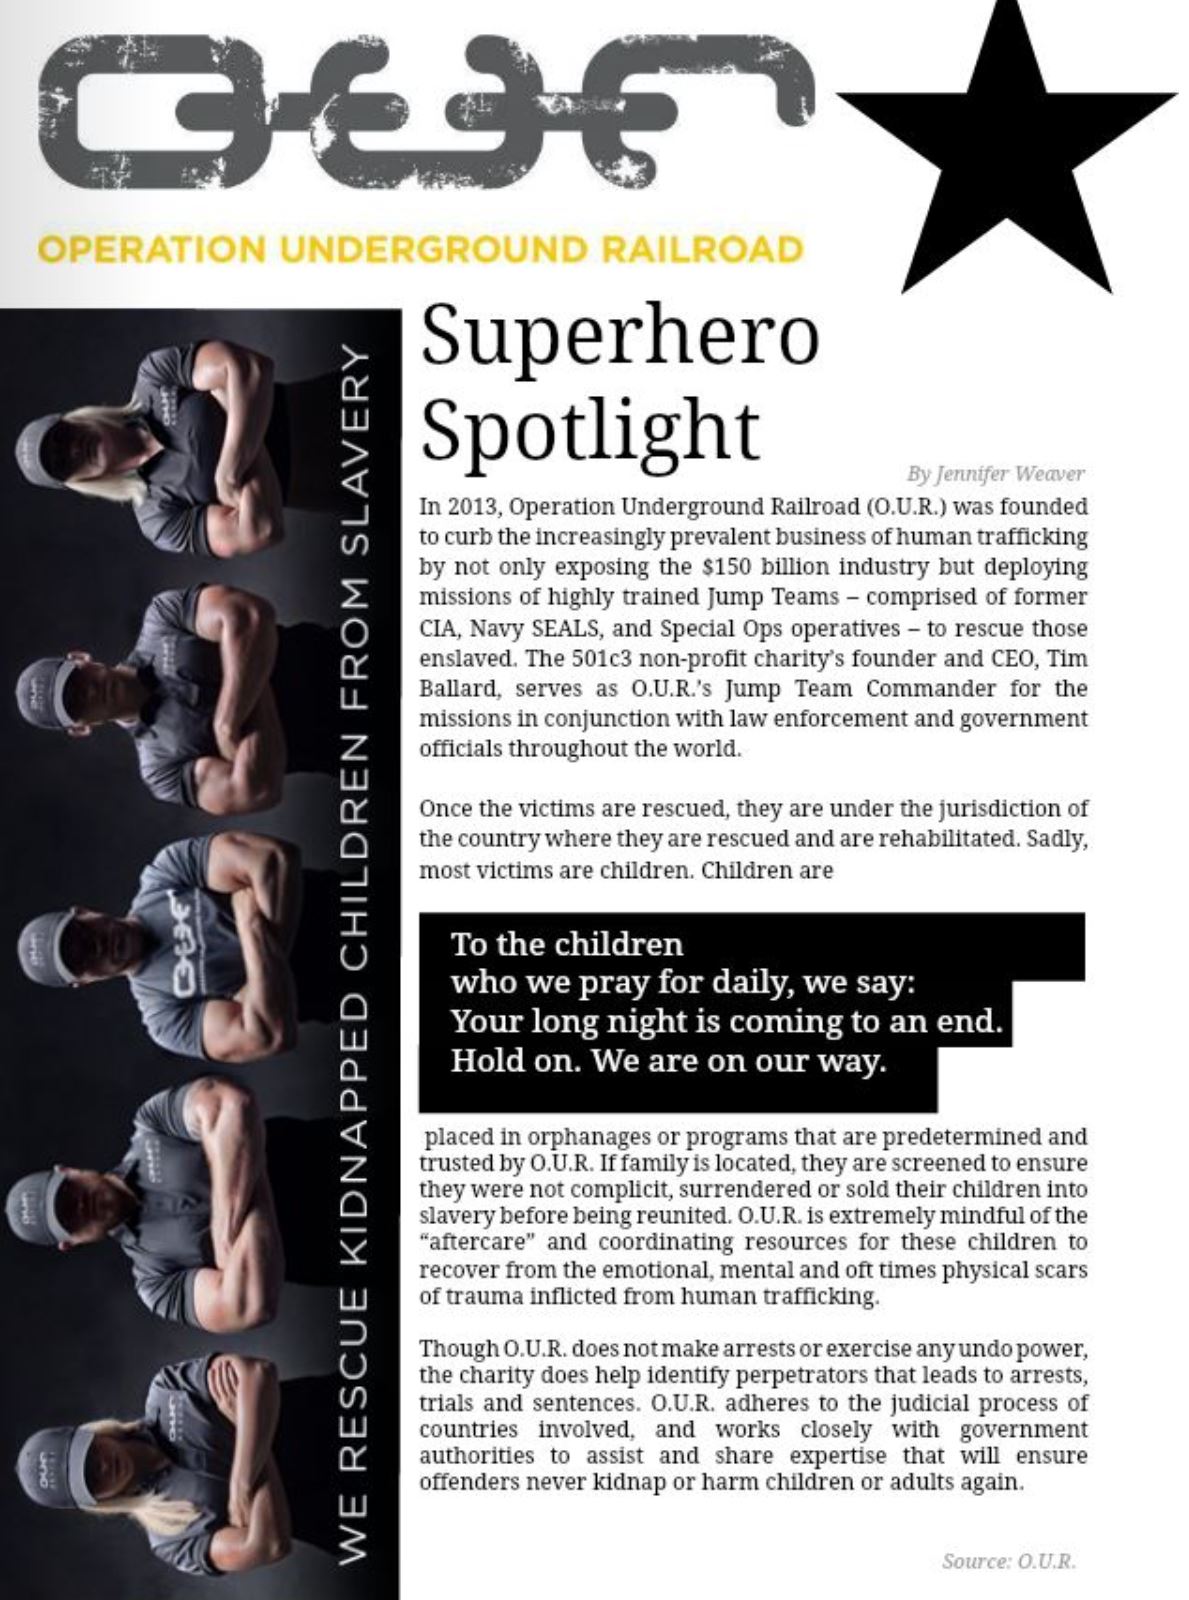 our
OPERATION UNDERGROUND RAILROAD
WE RESCUE KIDNAPPED CHILDREN FROM SLAVERY
Superhero
Spotlight
By Jennifer Weaver
In 2013, Operation Underground Railroad (O.U.R.) was founded
to curb the increasingly prevalent business of human trafficking
by not only exposing the $150 billion industry but deploying
missions of highly trained Jump Teams – comprised of former
CIA, Navy SEALS, and Special Ops operatives – to rescue those
enslaved. The 501c3 non-profit charity's founder and CEO, Tim
Ballard, serves as O.U.R.'s Jump Team Commander for the
missions in conjunction with law enforcement and government
officials throughout the world.
Once the victims are rescued, they are under the jurisdiction of
the country where they are rescued and are rehabilitated. Sadly,
most victims are children. Children are
To the children
who we pray for daily, we say:
Your long night is coming to an end.
Hold on. We are on our way.
placed in orphanages or programs that are predetermined and
trusted by O.U.R. If family is located, they are screened to ensure
they were not complicit, surrendered or sold their children into
slavery before being reunited. O.U.R. is extremely mindful of the
“aftercare” and coordinating resources for these children to
recover from the emotional, mental and oft times physical scars
of trauma inflicted from human trafficking.
Though O.U.R. does not make arrests or exercise any undo power,
the charity does help identify perpetrators that leads to arrests,
trials and sentences. O.U.R. adheres to the judicial process of
countries involved, and works closely with government
authorities to assist and share expertise that will ensure
offenders never kidnap or harm children or adults again.
Source: O.U.R.